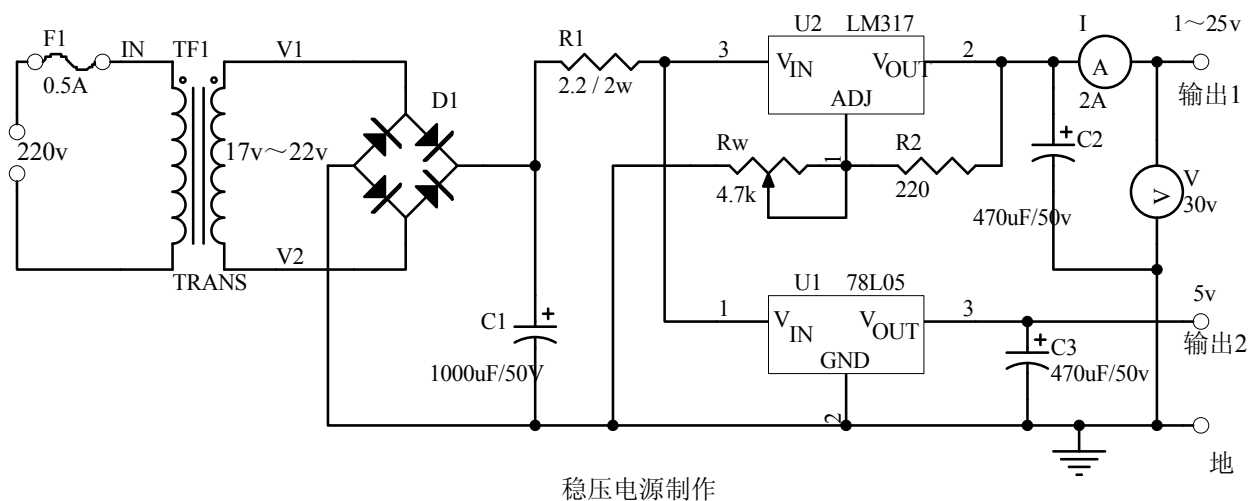 F1
IN
TF1
V1
0.5A
220v
17v～22v
V2
TRANS
D1
R1
2.2 / 2w
C1
1000uF/50V
U2 LM317
3
VIN
VOUT
2
ADJ
1
Rw
4.7k
R2
220
I
A
2A
1～25v
输出1
C2
470uF/50v
V
V
30v
U1 78L05
1
VIN
VOUT
3
GND
2
C3
470uF/50v
5v
输出2
地
稳压电源制作